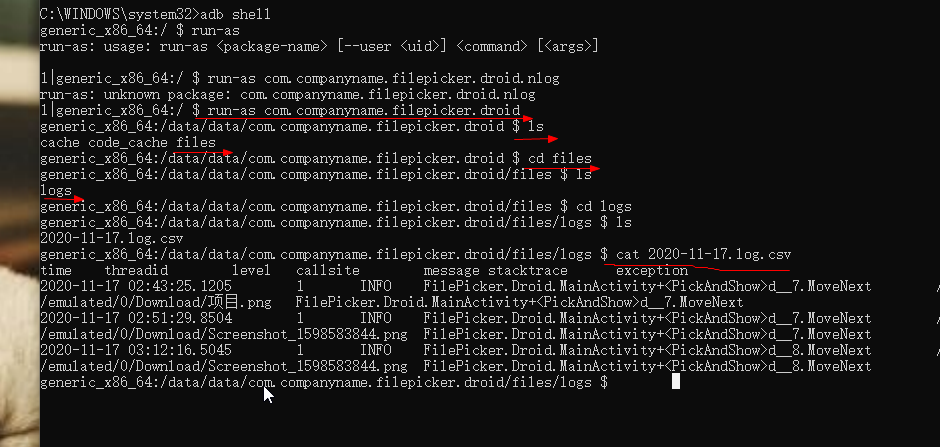 C:\WINDOWS\system32>adb shell
generic_x86_64:/ $ run-as
run-as: usage: run-as <package-name> [--user <uid>] <command> [<args>]
1|generic_x86_64:/ $ run-as com.companyname.filepicker.droid.nlog
run-as: unknown package: com.companyname.filepicker.droid.nlog
1|generic_x86_64:/ $ run-as com.companyname.filepicker.droid
generic_x86_64:/data/data/com.companyname.filepicker.droid $ ls
cache code_cache files
generic_x86_64:/data/data/com.companyname.filepicker.droid $ cd files
generic_x86_64:/data/data/com.companyname.filepicker.droid/files $ ls
logs
generic_x86_64:/data/data/com.companyname.filepicker.droid/files $ cd logs
generic_x86_64:/data/data/com.companyname.filepicker.droid/files/logs $ ls
2020-11-17.log.csv
generic_x86_64:/data/data/com.companyname.filepicker.droid/files/logs $ cat 2020-11-17.log.csv
time threadid level callsite message stacktrace exception
2020-11-17 02:43:25.1205 1 INFO FilePicker.Droid.MainActivity+<PickAndShow>d__7.MoveNext /
/emulated/0/Download/项目.png FilePicker.Droid.MainActivity+<PickAndShow>d__7.MoveNext
2020-11-17 02:51:29.8504 1 INFO FilePicker.Droid.MainActivity+<PickAndShow>d__7.MoveNext /
/emulated/0/Download/Screenshot_1598583844.png FilePicker.Droid.MainActivity+<PickAndShow>d__7.MoveNext
2020-11-17 03:12:16.5045 1 INFO FilePicker.Droid.MainActivity+<PickAndShow>d__8.MoveNext /
/emulated/0/Download/Screenshot_1598583844.png FilePicker.Droid.MainActivity+<PickAndShow>d__8.MoveNext
generic_x86_64:/data/data/com.companyname.filepicker.droid/files/logs $